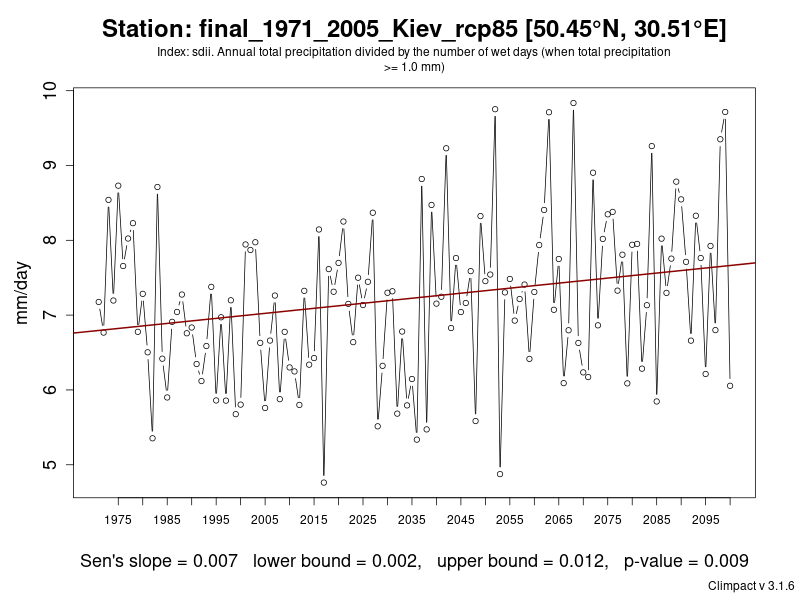 Station: final_1971_2005_Kiev_rcp85 [50.45°N, 30.51°E]
Index: sdii. Annual total precipitation divided by the number of wet days (when total precipitation
>= 1.0 mm)
10
9
8
7
6
5
mm/day
1975 1985 1995 2005 2015 2025 2035 2045 2055 2065 2075 2085 2095
Sen's slope = 0.007 lower bound = 0.002, upper bound = 0.012, p-value = 0.009
Climpact v 3.1.6